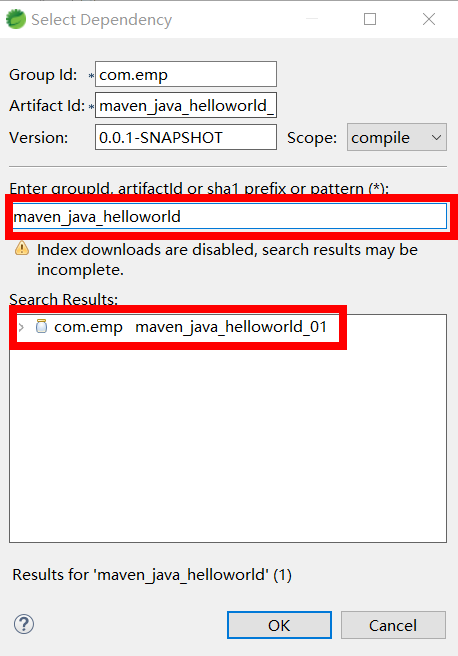 Select Dependency
Group Id: * com.emp
Artifact Id: * maven_java_helloworld_
Version: 0.0.1-SNAPSHOT Scope: compile
Enter groupId, artifactId or sha1 prefix or pattern (*):
maven_java_helloworld
Index downloads are disabled, search results may be
incomplete.
Search Results:
com.emp maven_java_helloworld_01
Results for 'maven_java_helloworld' (1)
? OK Cancel